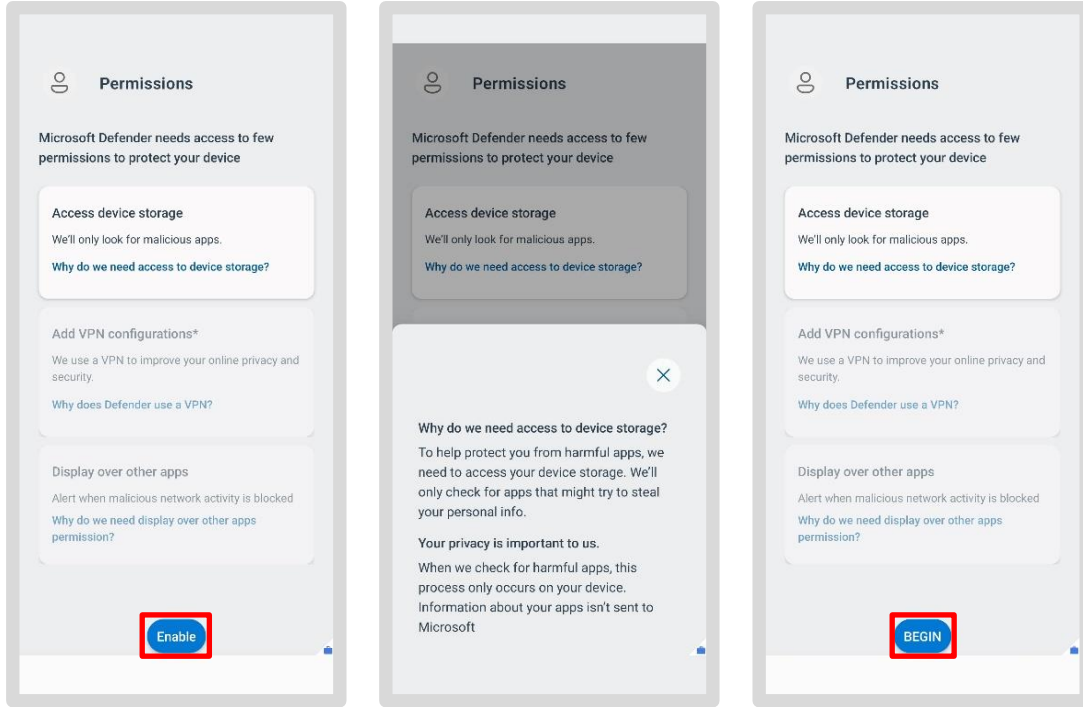 Permissions
Microsoft Defender needs access to few
permissions to protect your device
Access device storage
We'll only look for malicious apps.
Why do we need access to device storage?
Add VPN configurations*
We use a VPN to improve your online privacy and
security.
Why does Defender use a VPN?
Display over other apps
Alert when malicious network activity is blocked
Why do we need display over other apps
permission?
Enable
Permissions
Microsoft Defender needs access to few
permissions to protect your device
Access device storage
We'll only look for malicious apps.
Why do we need access to device storage?
Why do we need access to device storage?
To help protect you from harmful apps, we
need to access your device storage. We'll
only check for apps that might try to steal
your personal info.
Your privacy is important to us.
When we check for harmful apps, this
process only occurs on your device.
Information about your apps isn't sent to
Microsoft
Permissions
Microsoft Defender needs access to few
permissions to protect your device
Access device storage
We'll only look for malicious apps.
Why do we need access to device storage?
Add VPN configurations*
We use a VPN to improve your online privacy and
security.
Why does Defender use a VPN?
Display over other apps
Alert when malicious network activity is blocked
Why do we need display over other apps
permission?
BEGIN